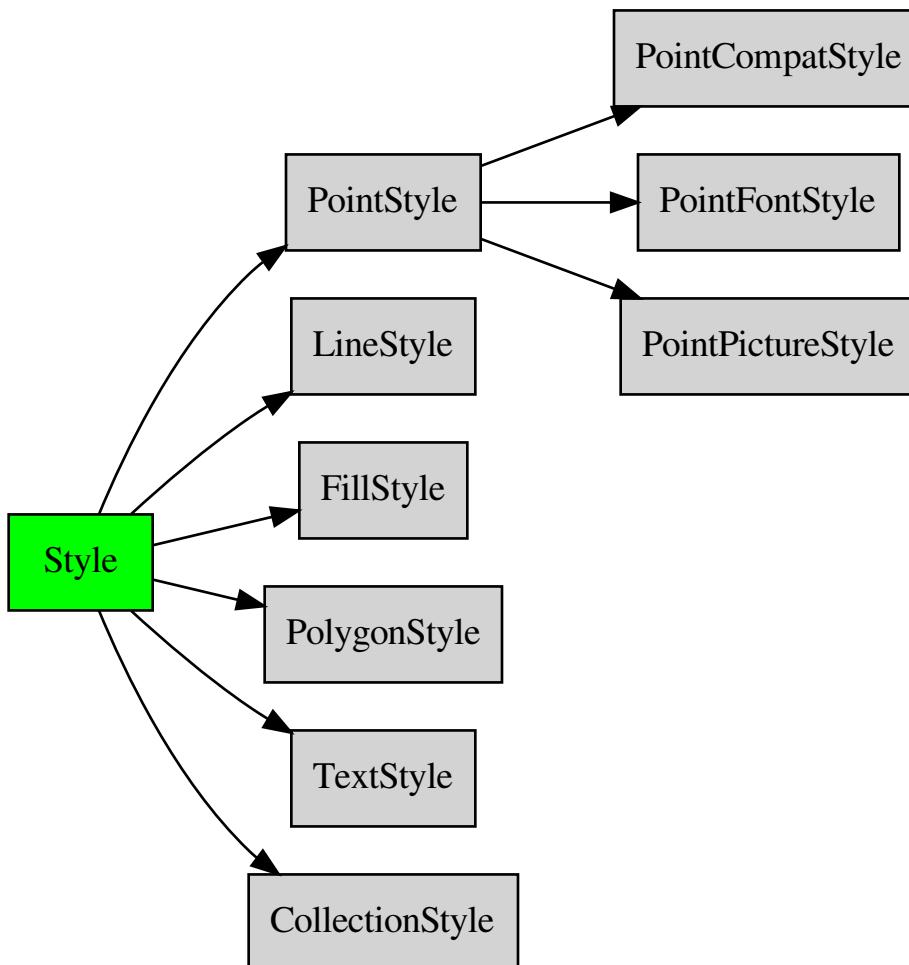 PointCompatStyle
PointStyle
PointFontStyle
LineStyle
PointPictureStyle
FillStyle
Style
PolygonStyle
TextStyle
CollectionStyle